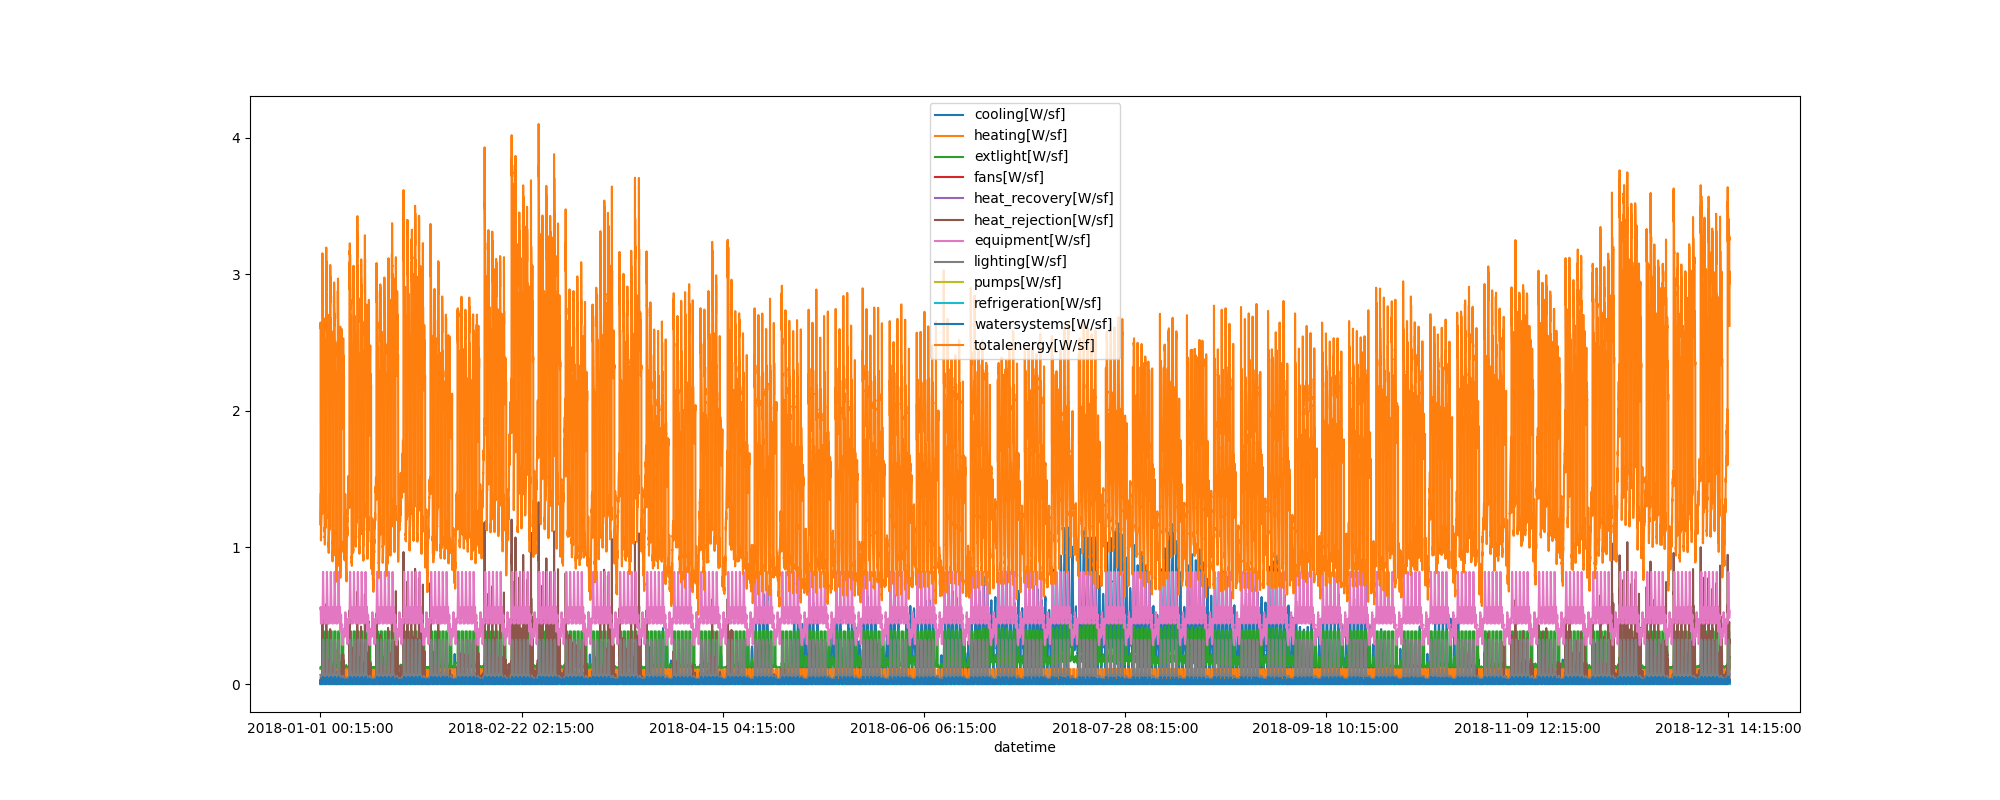 4
3
2
1
0
cooling[W/sf]
heating[W/sf]
extlight[W/sf]
fans[W/sf]
heat_recovery[W/sf]
heat_rejection[W/sf]
equipment[W/sf]
lighting[W/sf]
pumps[W/sf]
refrigeration[W/sf]
watersystems[W/sf]
totalenergy[W/sf]
2018-01-01 00:15:00 2018-02-22 02:15:00 2018-04-15 04:15:00 2018-06-06 06:15:00 2018-07-28 08:15:00 2018-09-18 10:15:00 2018-11-09 12:15:00 2018-12-31 14:15:00
datetime